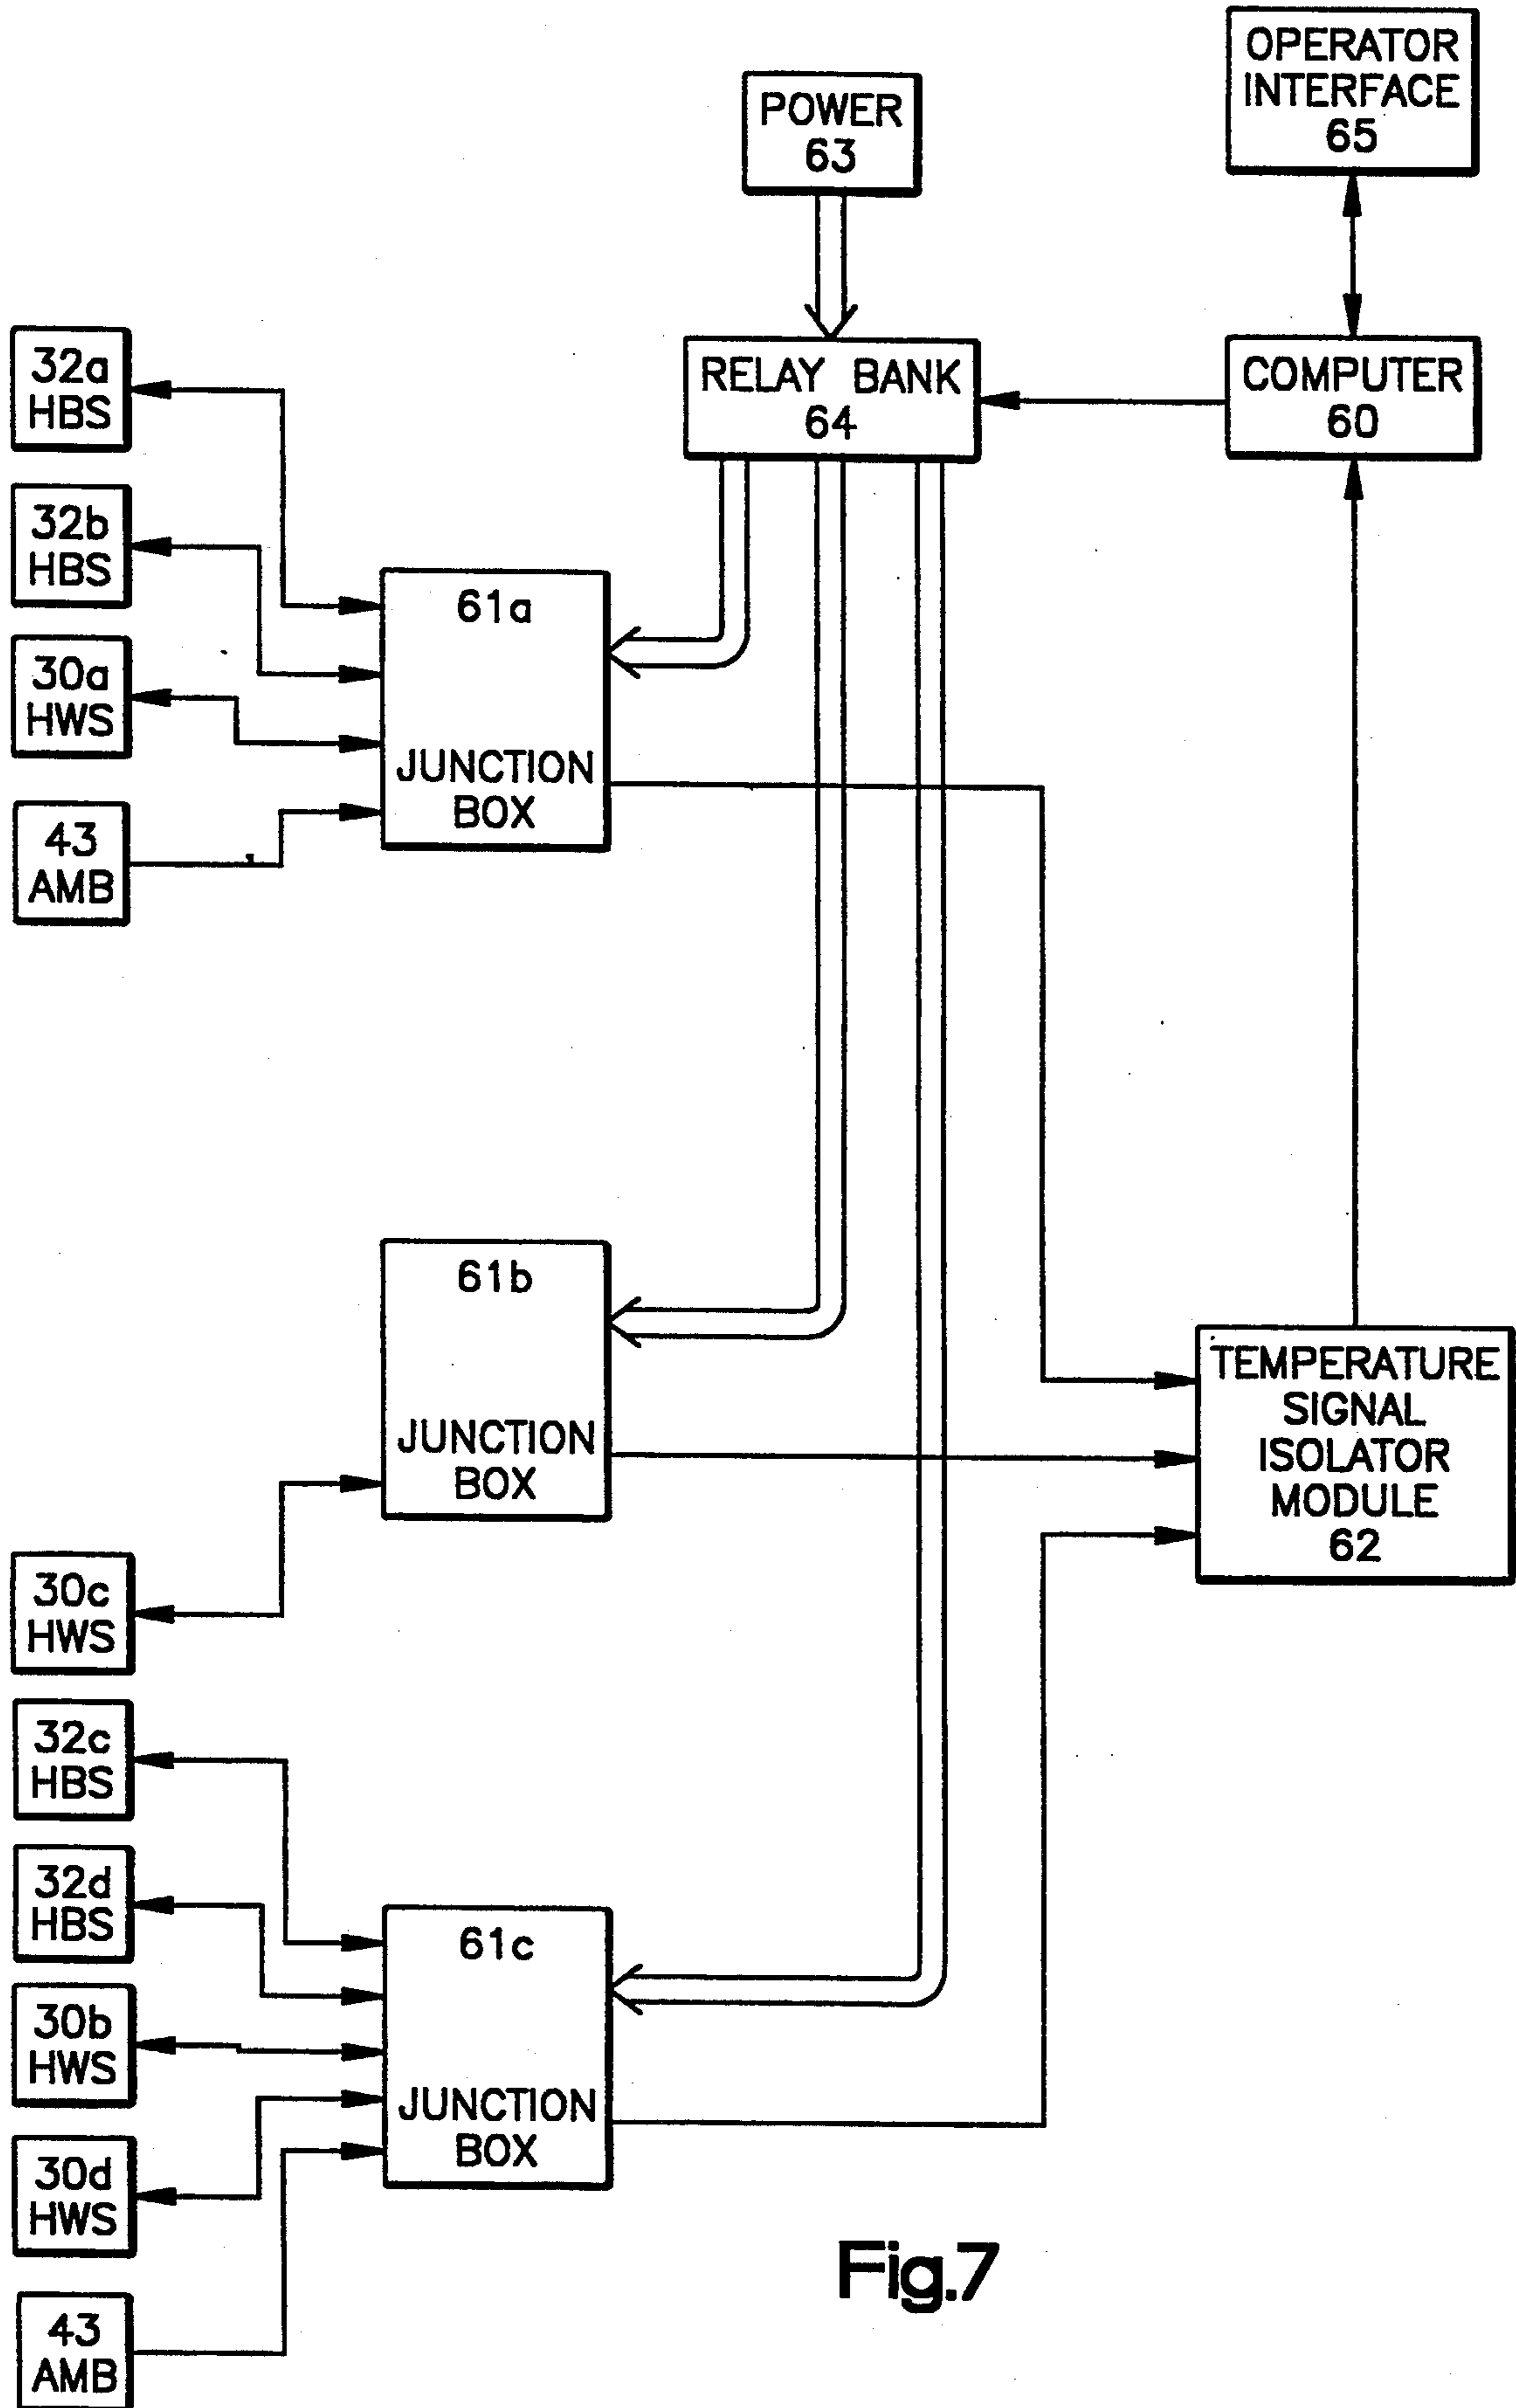 OPERATOR
INTERFACE
65
POWER
63
32a
HBS
RELAY BANK
64
COMPUTER
60
32b
HBS
61a
JUNCTION
BOX
30a
HWS
43
AMB
61b
JUNCTION
BOX
TEMPERATURE
SIGNAL
ISOLATOR
MODULE
62
30c
HWS
32c
HBS
32d
HBS
61c
JUNCTION
BOX
30b
HWS
30d
HWS
43
AMB
Fig.7